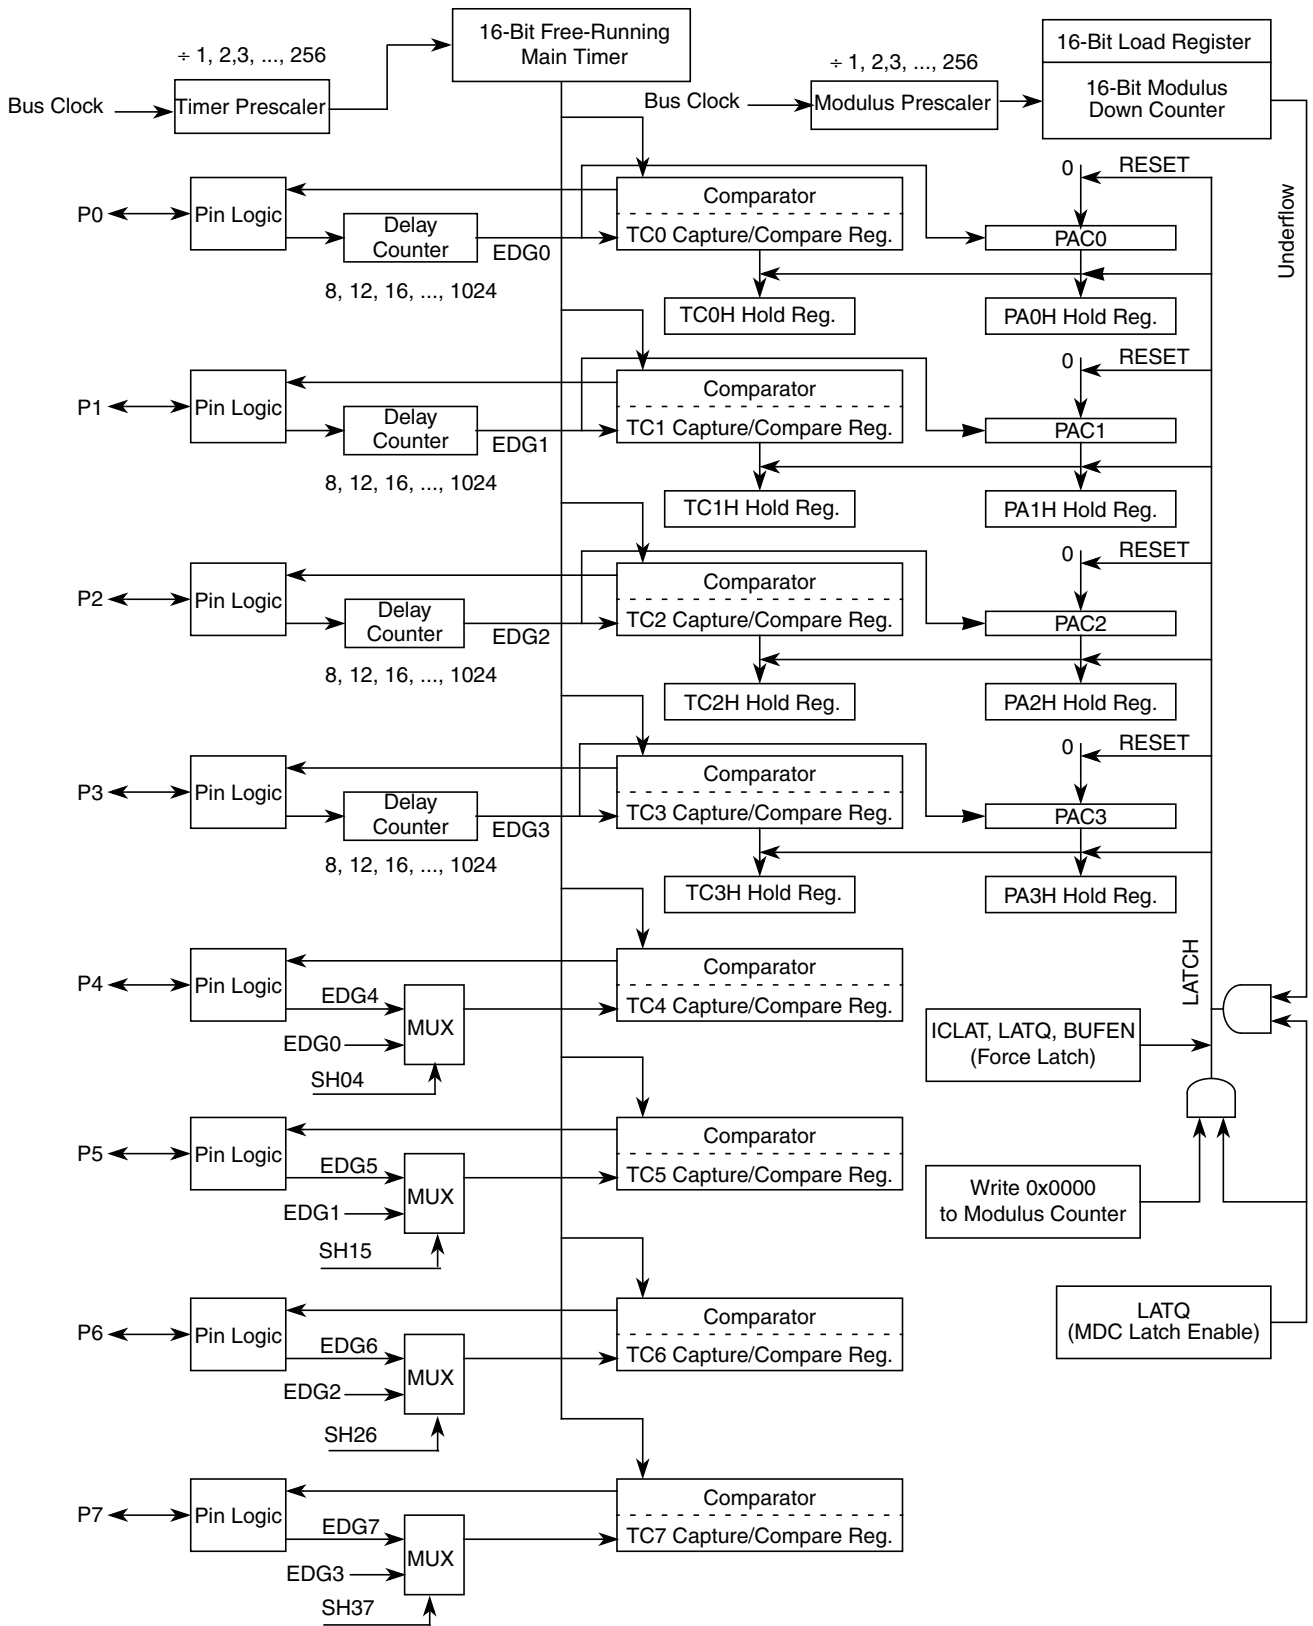 ÷ 1, 2,3, ..., 256
Bus Clock
Timer Prescaler
16-Bit Free-Running
Main Timer
÷ 1, 2,3, ..., 256
Bus Clock
Modulus Prescaler
16-Bit Load Register
16-Bit Modulus
Down Counter
Underflow
P0
Pin Logic
Delay
Counter
8, 12, 16, ..., 1024
EDG0
Comparator
TC0 Capture/Compare Reg.
TC0H Hold Reg.
0
RESET
PAC0
PA0H Hold Reg.
P1
Pin Logic
Delay
Counter
8, 12, 16, ..., 1024
EDG1
Comparator
TC1 Capture/Compare Reg.
TC1H Hold Reg.
0
RESET
PAC1
PA1H Hold Reg.
P2
Pin Logic
Delay
Counter
8, 12, 16, ..., 1024
EDG2
Comparator
TC2 Capture/Compare Reg.
TC2H Hold Reg.
0
RESET
PAC2
PA2H Hold Reg.
P3
Pin Logic
Delay
Counter
8, 12, 16, ..., 1024
EDG3
Comparator
TC3 Capture/Compare Reg.
TC3H Hold Reg.
0
RESET
PAC3
PA3H Hold Reg.
P4
Pin Logic
EDG4
EDG0
MUX
SH04
Comparator
TC4 Capture/Compare Reg.
LATCH
ICLAT, LATQ, BUFEN
(Force Latch)
P5
Pin Logic
EDG5
EDG1
MUX
SH15
Comparator
TC5 Capture/Compare Reg.
Write 0x0000
to Modulus Counter
P6
Pin Logic
EDG6
EDG2
MUX
SH26
Comparator
TC6 Capture/Compare Reg.
LATQ
(MDC Latch Enable)
P7
Pin Logic
EDG7
EDG3
MUX
SH37
Comparator
TC7 Capture/Compare Reg.